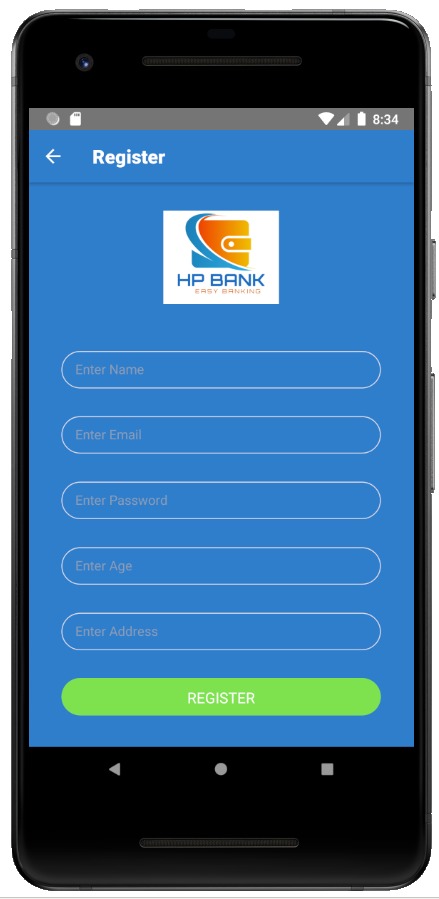 8:34
Register
HP BANK
EASY BANKING
Enter Name
Enter Email
Enter Password
Enter Age
Enter Address
REGISTER